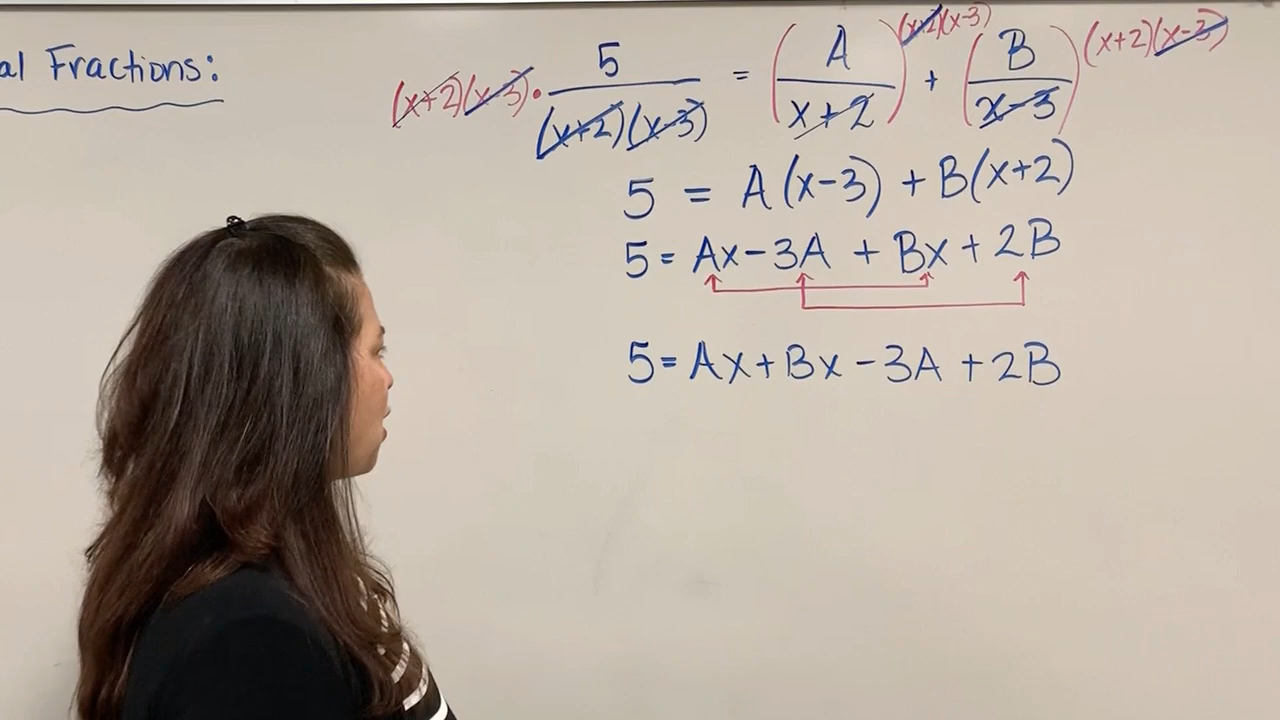 al Fractions:
(x+2)(x-3) • 5/((x+2)(x-3)) = (A/(x+2))(x+2)(x-3) + (B/(x-3))(x+2)(x-3)
5 = A(x-3) + B(x+2)
5 = Ax - 3A + Bx + 2B
5 = Ax + Bx - 3A + 2B